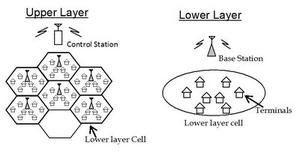 Upper Layer
Control Station
Lower layer Cell
Lower Layer
Base Station
Terminals
Lower layer cell